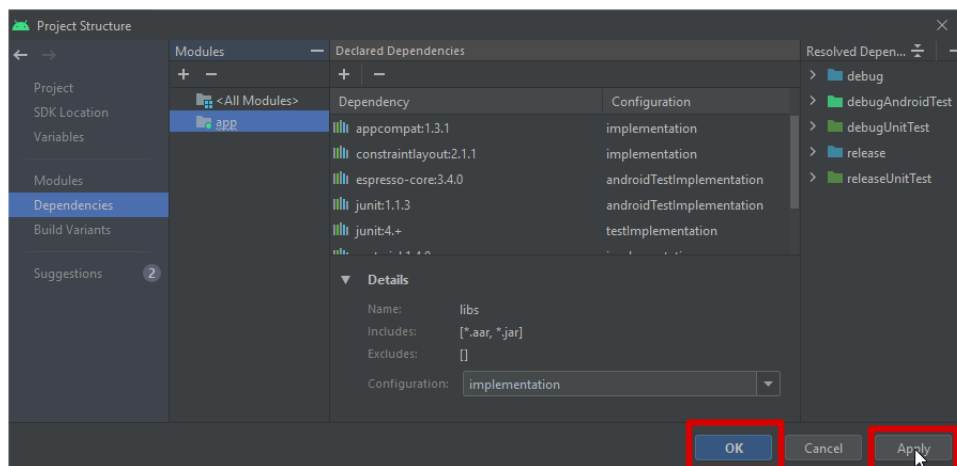 Project Structure
Modules
Declared Dependencies
Resolved Depen...
Project
SDK Location
Variables
Modules
Dependencies
Build Variants
Suggestions
2
<All Modules>
app
Dependency Configuration
appcompat:1.3.1 implementation
constraintlayout:2.1.1 implementation
espresso-core:3.4.0 androidTestImplementation
junit:1.1.3 androidTestImplementation
junit:4.+ testImplementation
Details
Name: libs
Includes: [*.aar, *.jar]
Excludes: []
Configuration: implementation
debug
debugAndroidTest
debugUnitTest
release
releaseUnitTest
OK Cancel Apply